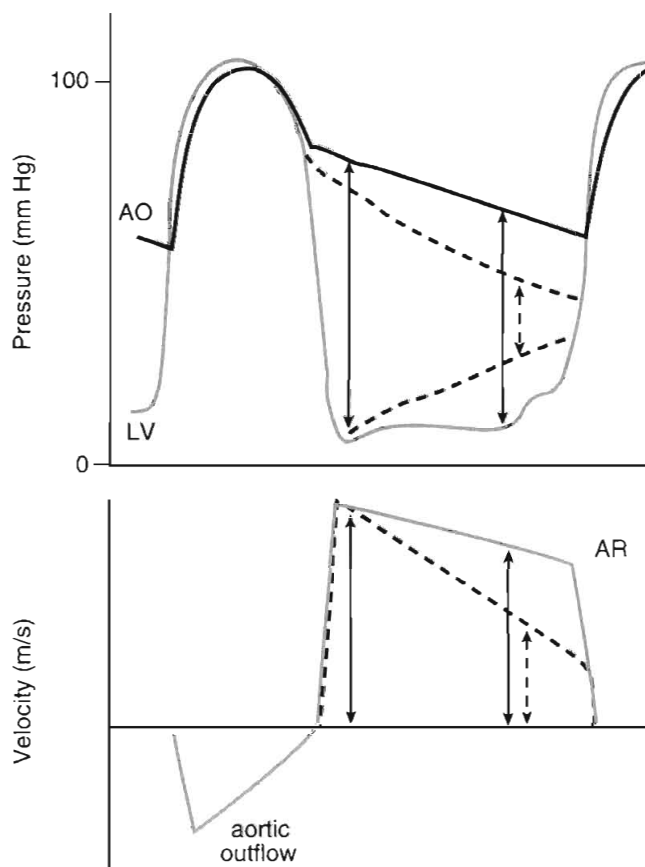 Pressure (mm Hg)
100
AO
LV
0
Velocity (m/s)
AR
aortic
outflow